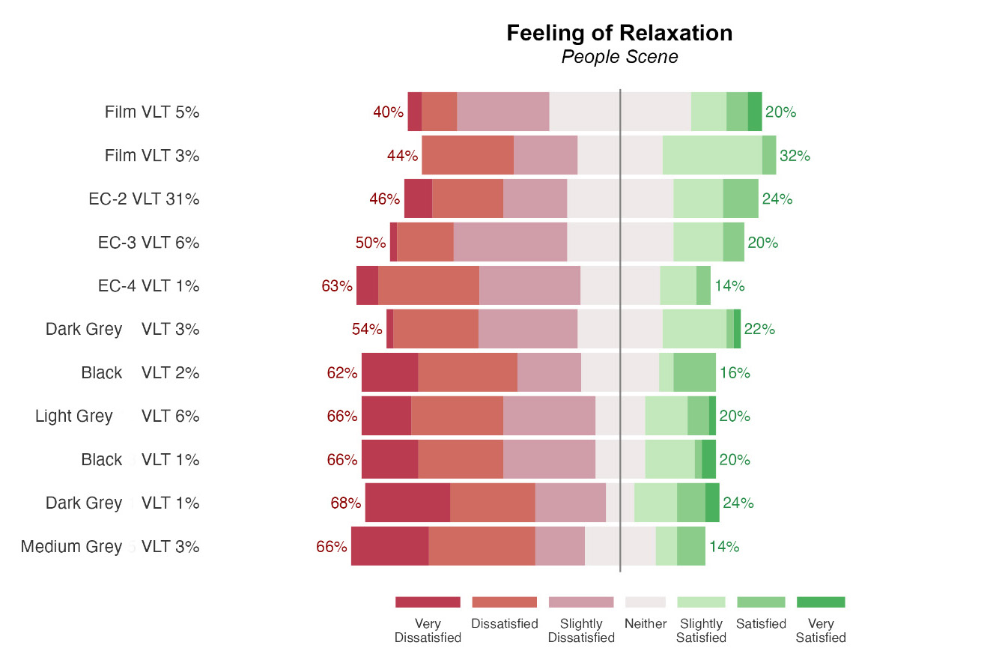 Feeling of Relaxation
People Scene
40% Film VLT 5% 20%
44% Film VLT 3% 32%
46% EC-2 VLT 31% 24%
50% EC-3 VLT 6% 20%
63% EC-4 VLT 1% 14%
54% Dark Grey VLT 3% 22%
62% Black VLT 2% 16%
66% Light Grey VLT 6% 20%
66% Black VLT 1% 20%
68% Dark Grey VLT 1% 24%
66% Medium Grey VLT 3% 14%
Very Dissatisfied
Dissatisfied
Slightly Dissatisfied
Neither
Slightly Satisfied
Satisfied
Very Satisfied